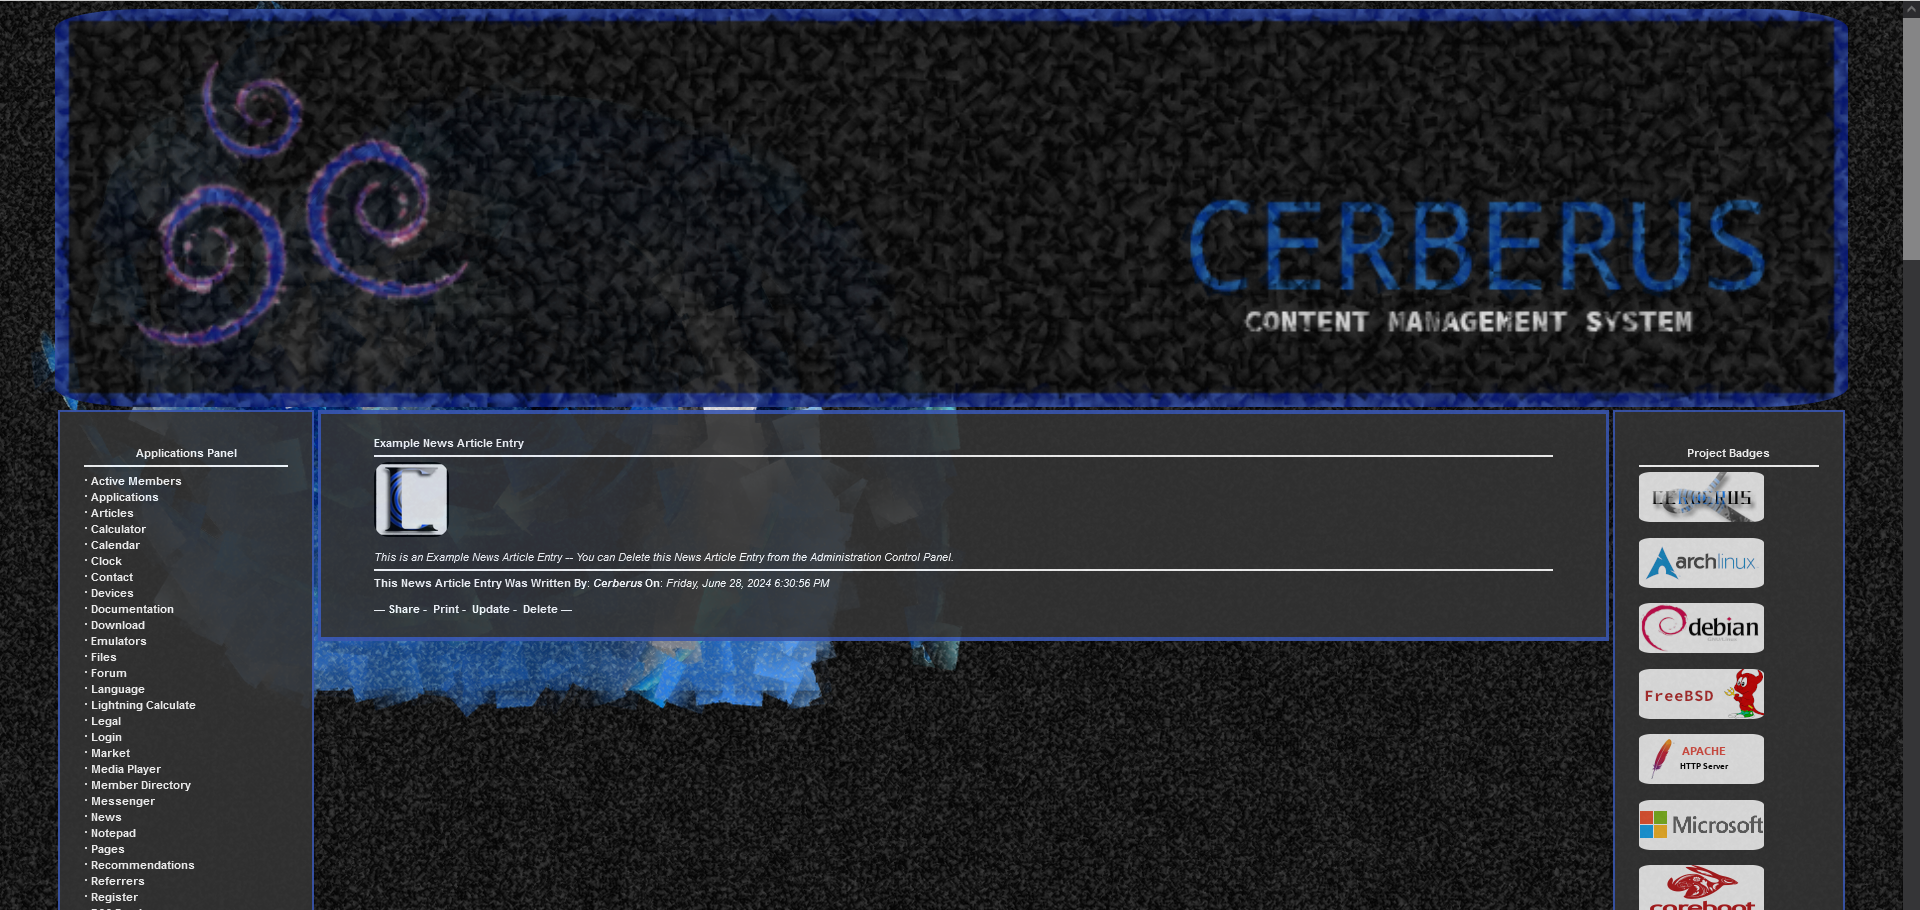 CERBERUS
CONTENT MANAGEMENT SYSTEM
Applications Panel
· Active Members
· Applications
· Articles
· Calculator
· Calendar
· Clock
· Contact
· Devices
· Documentation
· Download
· Emulators
· Files
· Forum
· Language
· Lightning Calculate
· Legal
· Login
· Market
· Media Player
· Member Directory
· Messenger
· News
· Notepad
· Pages
· Recommendations
· Referrers
· Register
Example News Article Entry
This is an Example News Article Entry -- You can Delete this News Article Entry from the Administration Control Panel.
This News Article Entry Was Written By: Cerberus On: Friday, June 28, 2024 6:30:56 PM
— Share - Print - Update - Delete —
Project Badges
CERBERUS
archlinux
debian
FreeBSD
APACHE
HTTP Server
Microsoft
coreboot